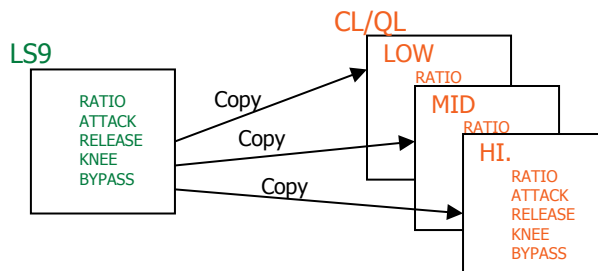 LS9
RATIO
ATTACK
RELEASE
KNEE
BYPASS
Copy
Copy
Copy
CL/QL
LOW
RATIO
MID
RATIO
HI.
RATIO
ATTACK
RELEASE
KNEE
BYPASS